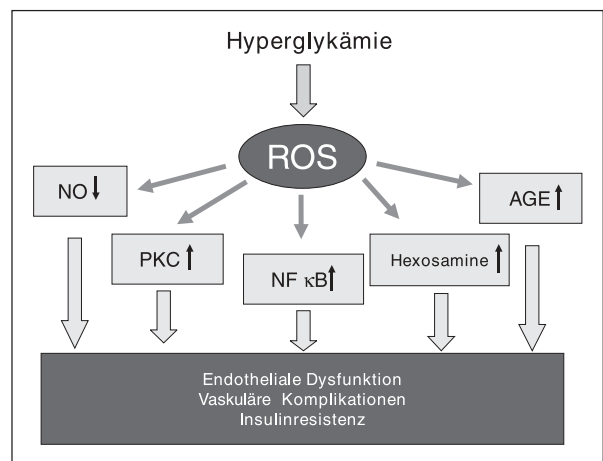 Hyperglykämie
ROS
NO ↓
AGE ↑
PKC ↑
NF κB ↑
Hexosamine ↑
Endotheliale Dysfunktion
Vaskuläre Komplikationen
Insulinresistenz